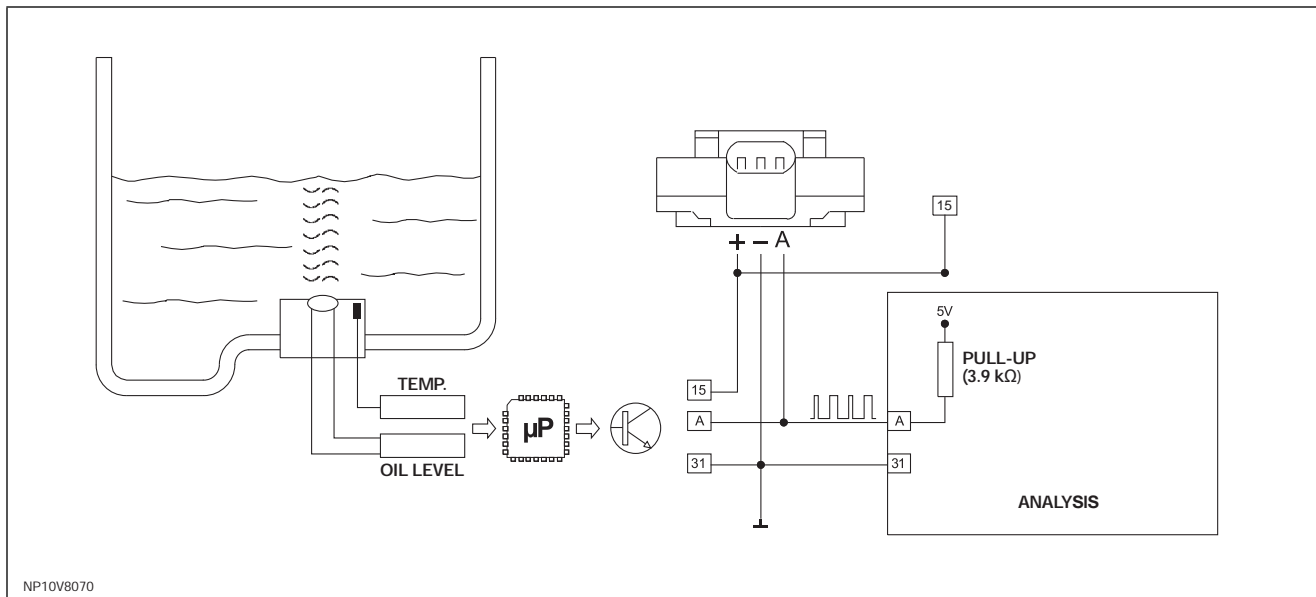 + − A
15
5V
PULL-UP
(3.9 kΩ)
TEMP.
15
A
A
µP
31
31
OIL LEVEL
ANALYSIS
NP10V8070